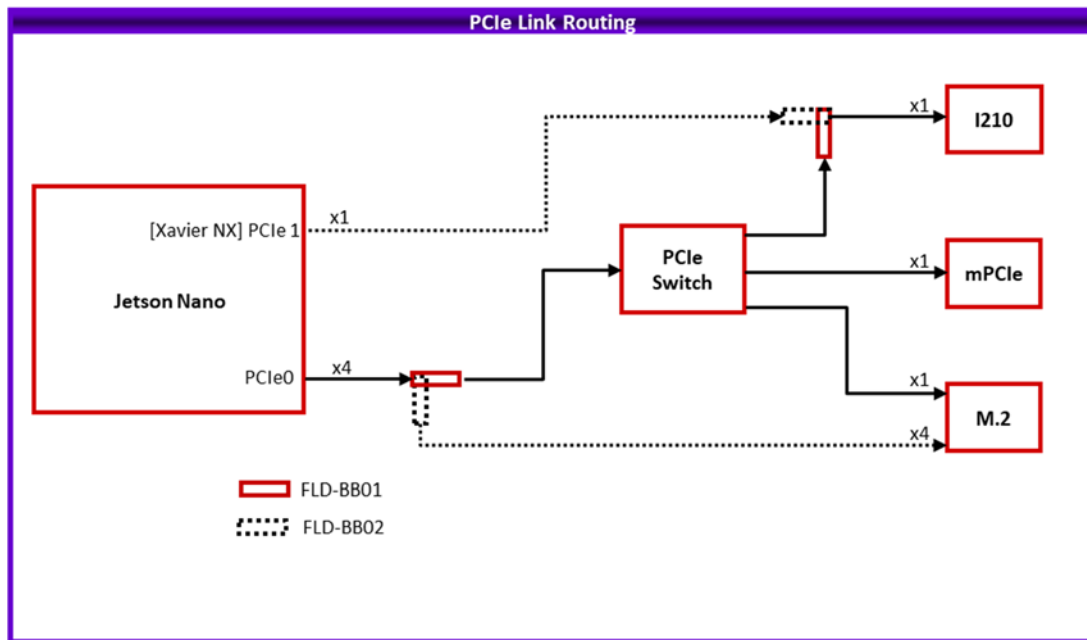 PCIe Link Routing
x1
I210
[Xavier NX] PCIe 1
x1
PCIe
Switch
x1
mPCIe
Jetson Nano
PCIe0
x4
x1
M.2
x4
FLD-BB01
FLD-BB02